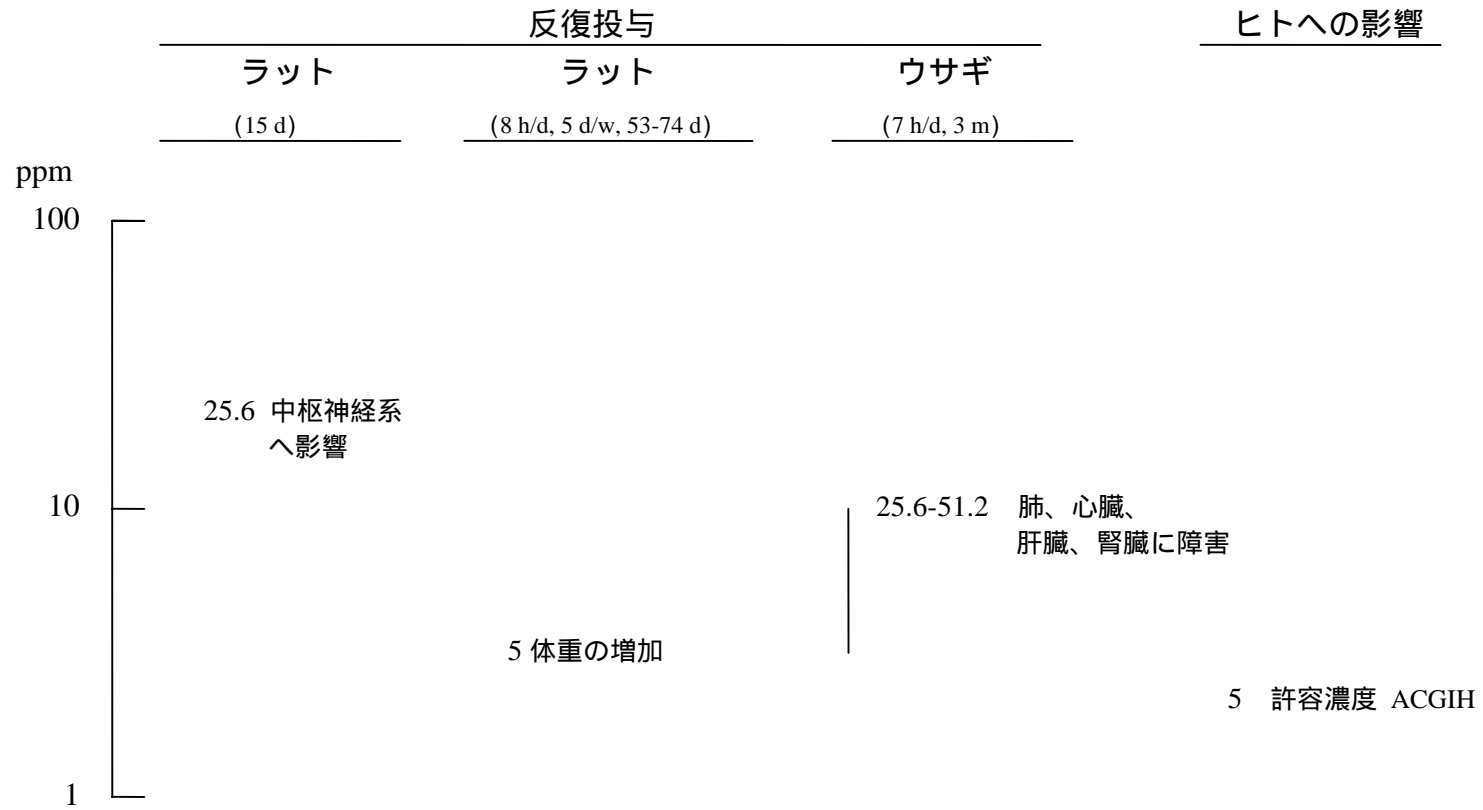 反復投与 ヒトへの影響
ラット ラット ウサギ
(15 d) (8 h/d, 5 d/w, 53-74 d) (7 h/d, 3 m)
ppm
100
25.6 中枢神経系
へ影響
10 25.6-51.2 肺、心臓、
肝臓、腎臓に障害
5 体重の増加
5 許容濃度 ACGIH
1